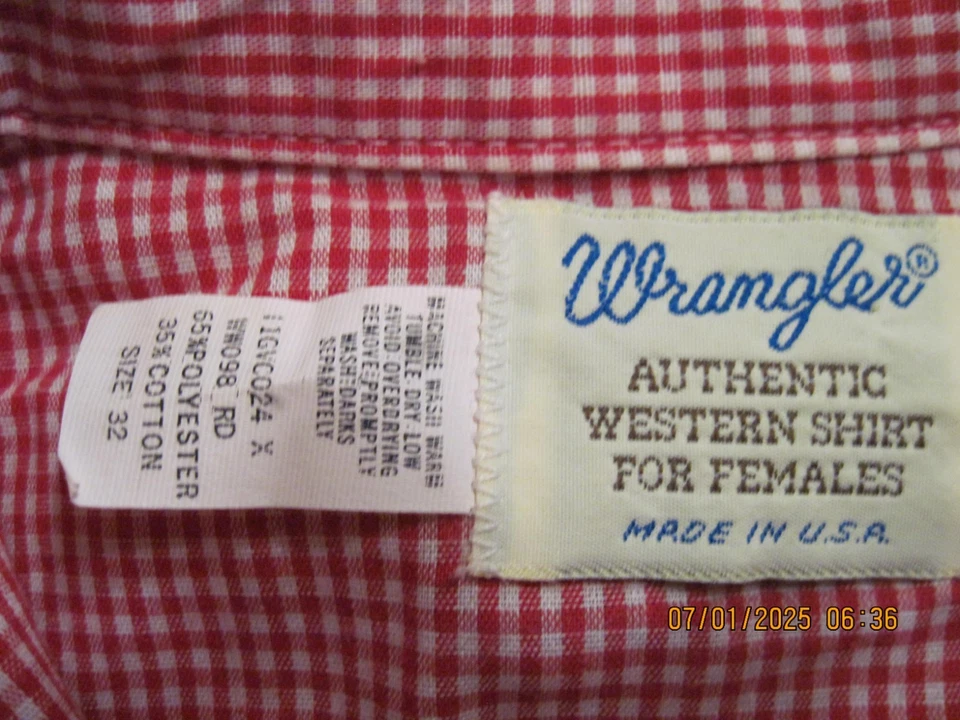 Wrangler®
AUTHENTIC
WESTERN SHIRT
FOR FEMALES
MADE IN U.S.A.
MACHINE WASH WARM
TUMBLE DRY LOW
AVOID OVERDRYING
REMOVE PROMPTLY
WASH DARKS
SEPARATELY
11GVC024 X
WW098 RD
65%POLYESTER
35%COTTON
SIZE 32
07/01/2025 06:36